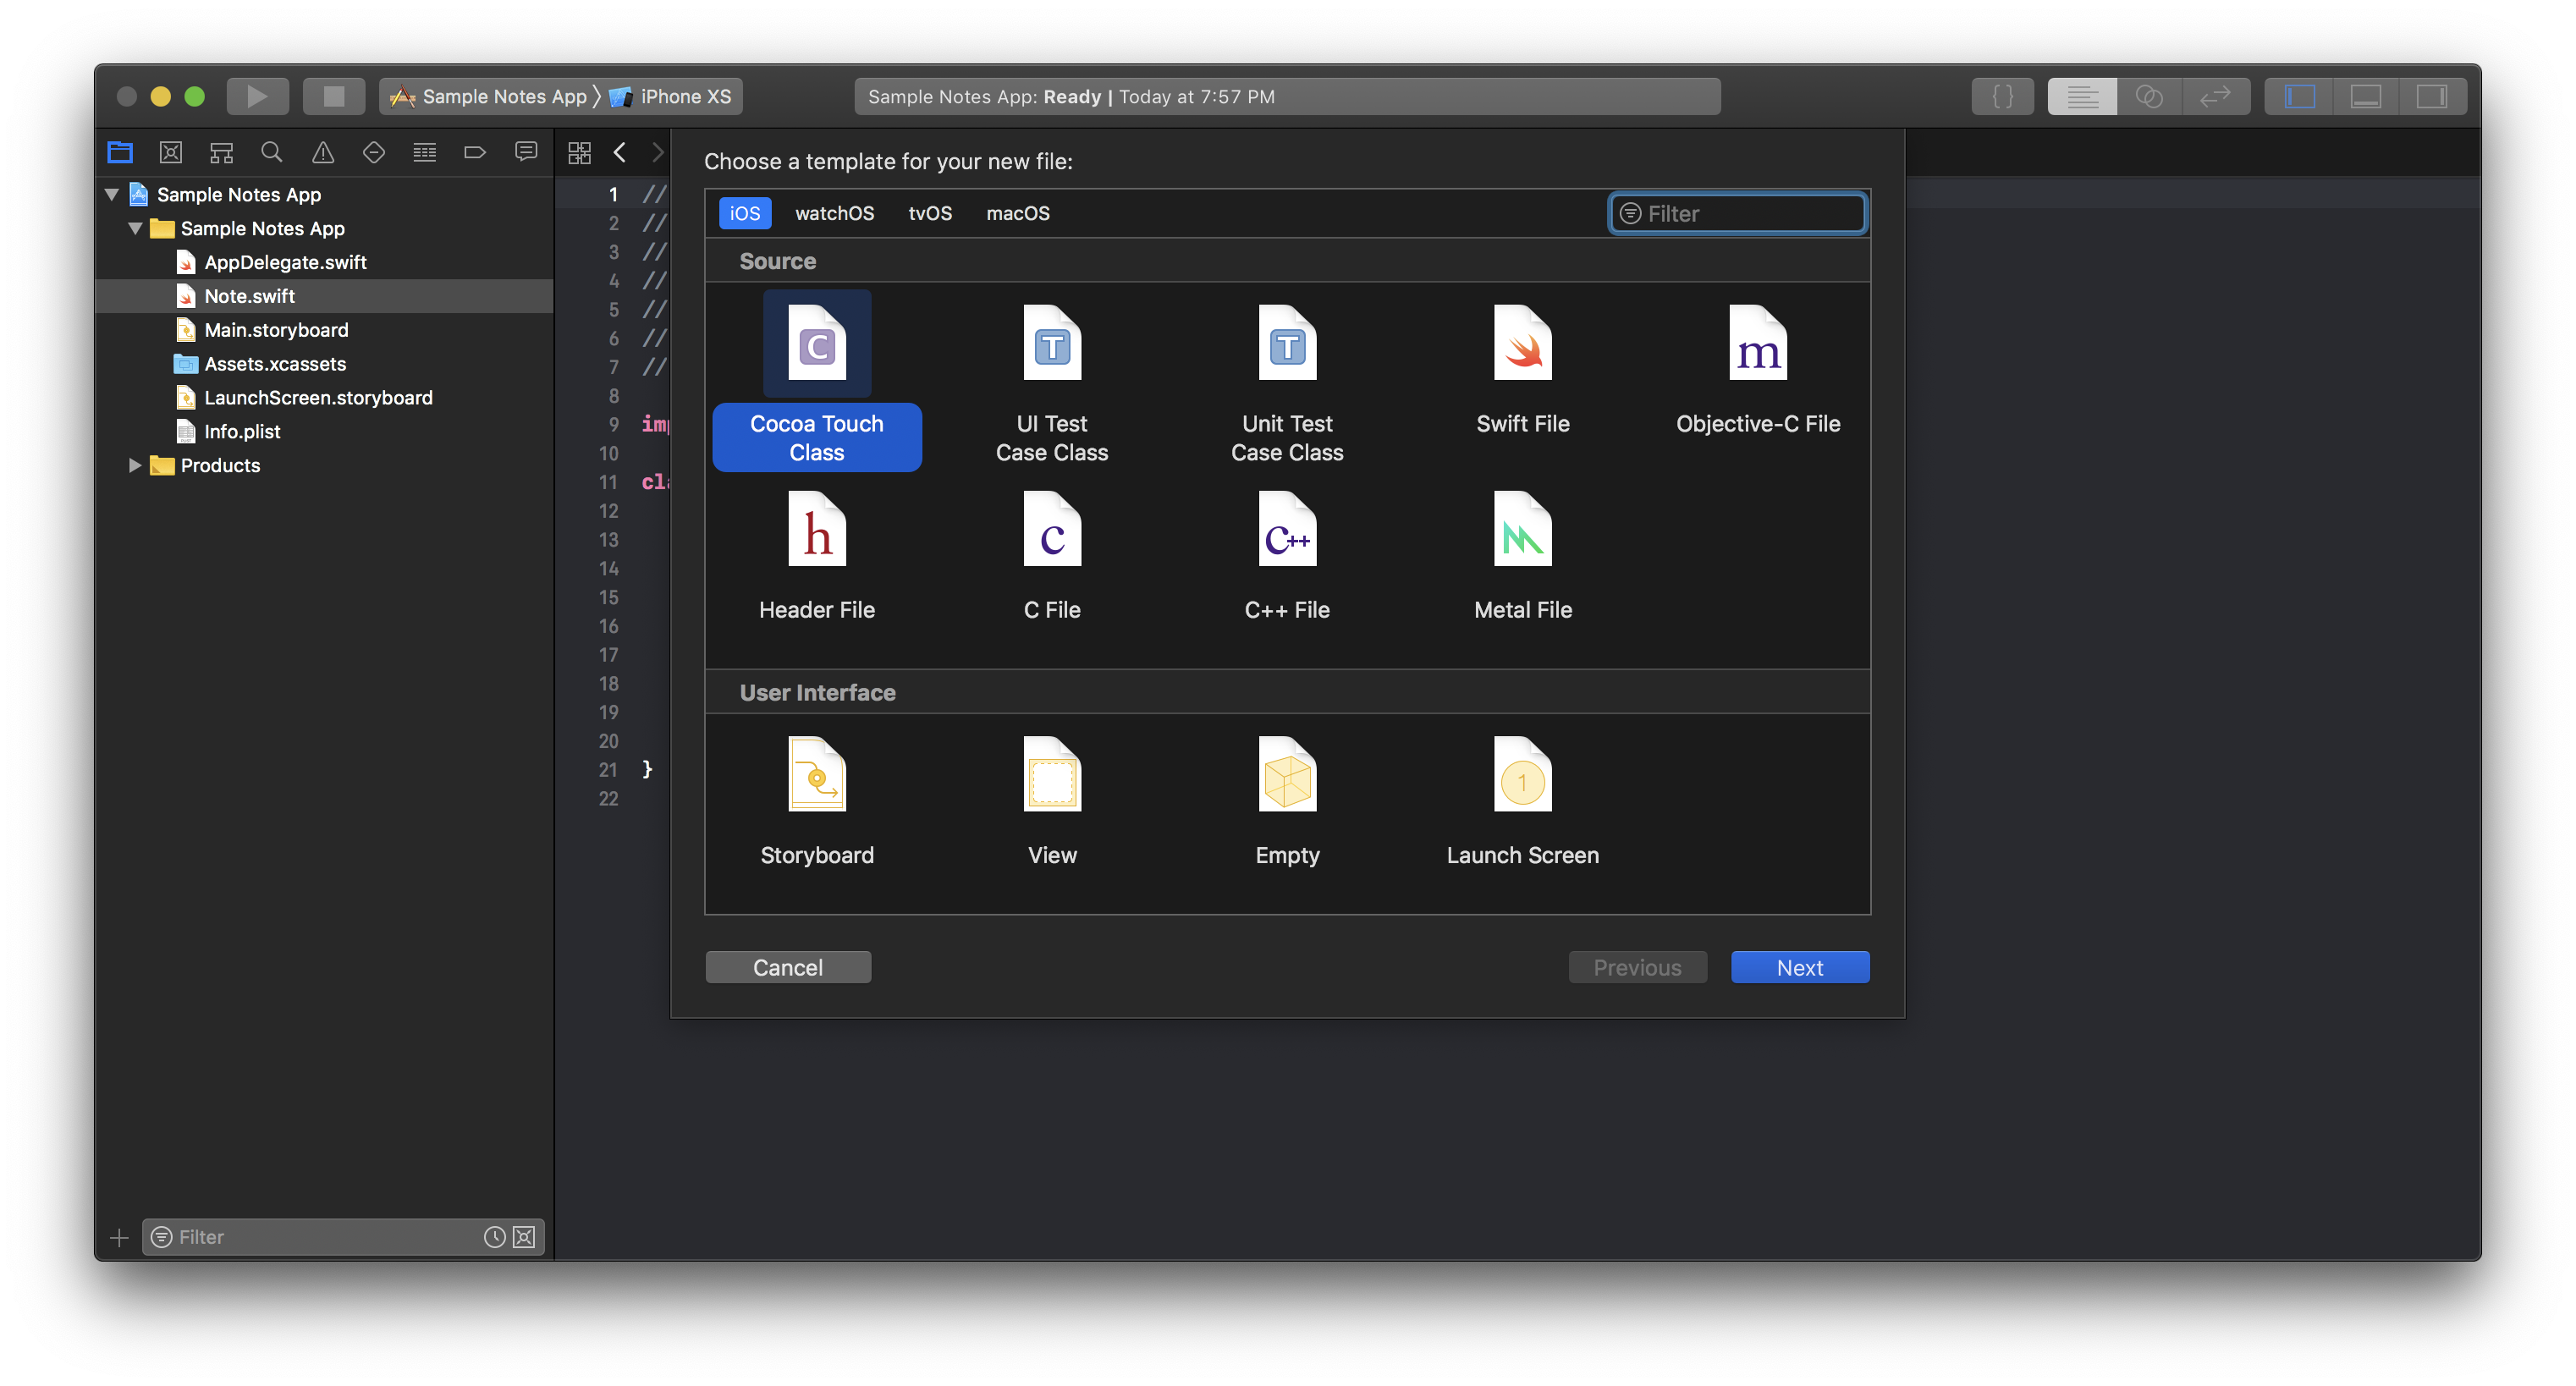 Sample Notes App
iPhone XS
Sample Notes App: Ready | Today at 7:57 PM
{ }
Sample Notes App
Sample Notes App
AppDelegate.swift
Note.swift
Main.storyboard
Assets.xcassets
LaunchScreen.storyboard
Info.plist
Products
Filter
1 //
2 //
3 //
4 //
5 //
6 //
7 //
8
9
10
11
12
13
14
15
16
17
18
19
20
21 }
22
Choose a template for your new file:
iOS watchOS tvOS macOS
Filter
Source
C T T m
Cocoa Touch Class
UI Test Case Class
Unit Test Case Class
Swift File
Objective-C File
h c C++
Header File
C File
C++ File
Metal File
User Interface
1
Storyboard
View
Empty
Launch Screen
Cancel
Previous
Next